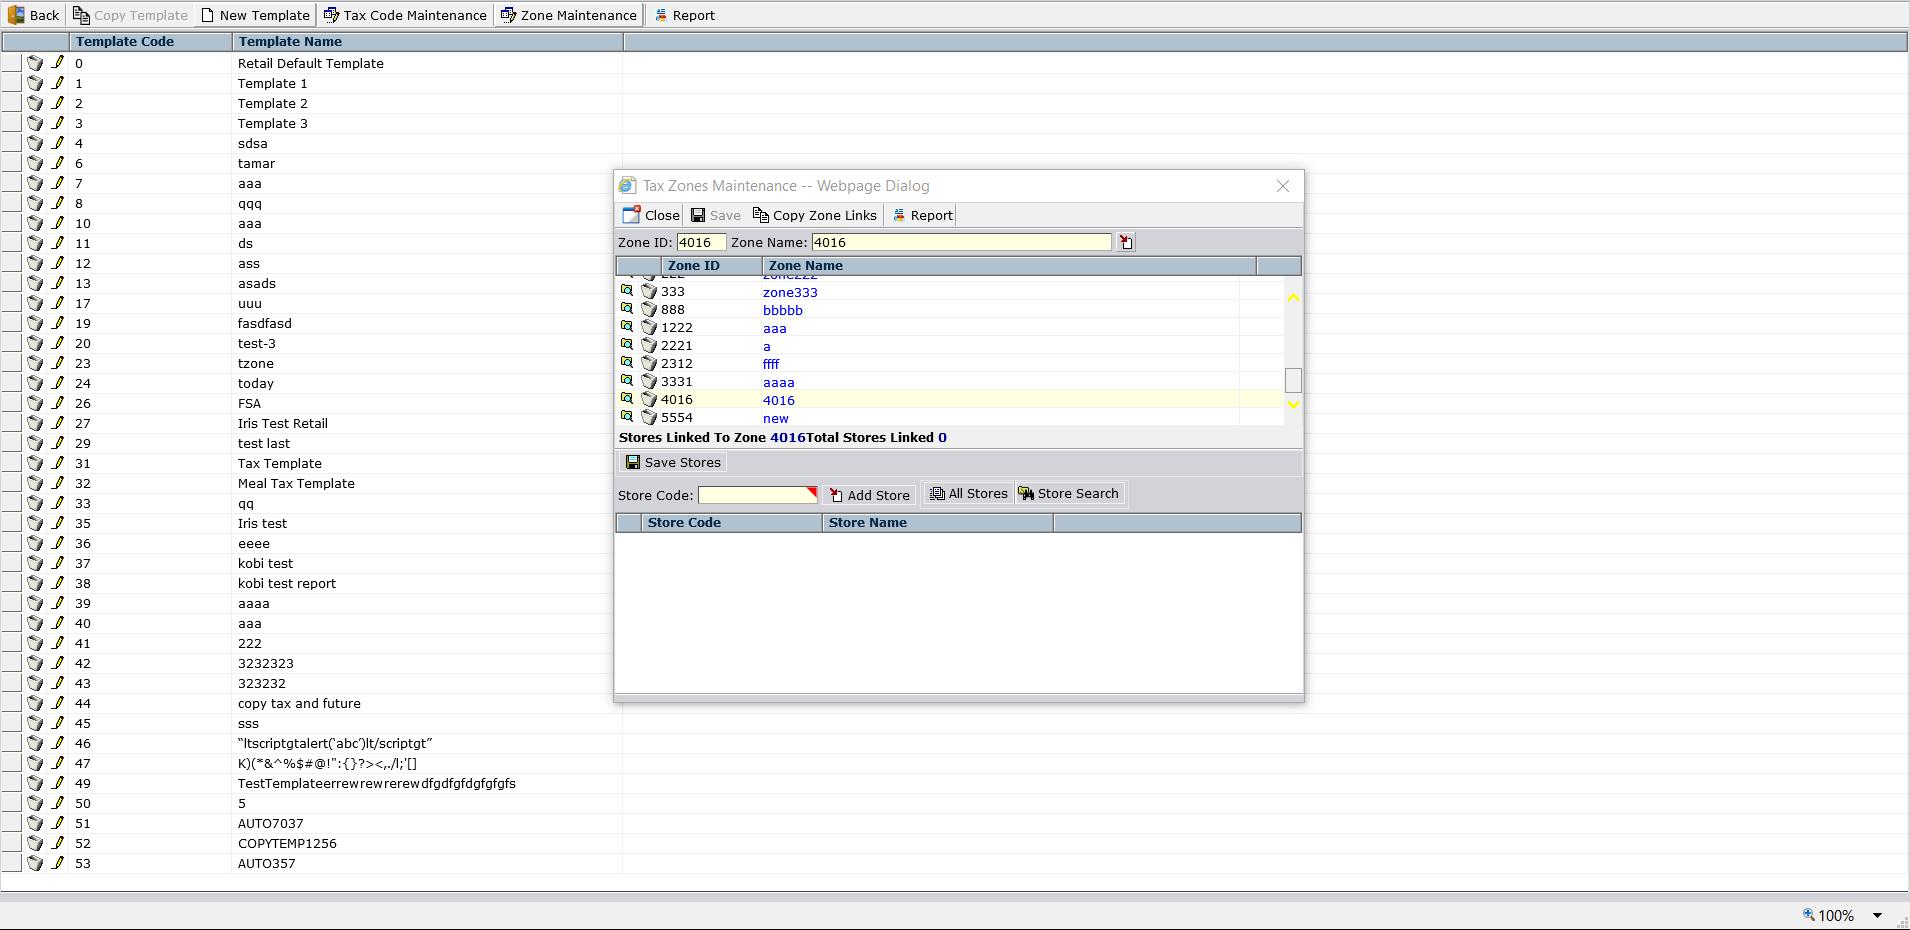 Back Copy Template New Template Tax Code Maintenance Zone Maintenance Report
Template Code Template Name
0 Retail Default Template
1 Template 1
2 Template 2
3 Template 3
4 sdsa
6 tamar
7 aaa
8 qqq
10 aaa
11 ds
12 ass
13 asads
17 uuu
19 fasdfasd
20 test-3
23 tzone
24 today
26 FSA
27 Iris Test Retail
29 test last
31 Tax Template
32 Meal Tax Template
33 qq
35 Iris test
36 eeee
37 kobi test
38 kobi test report
39 aaaa
40 aaa
41 222
42 3232323
43 323232
44 copy tax and future
45 sss
46 “ltscriptgtalert(‘abc’)lt/scriptgt”
47 K)(*&^%$#@!":{}?><,./l;'[]
49 TestTemplateerrewrewrerewdfgdfgfdgfgfgfs
50 5
51 AUTO7037
52 COPYTEMP1256
53 AUTO357
Tax Zones Maintenance -- Webpage Dialog
Close Save Copy Zone Links Report
Zone ID: 4016 Zone Name: 4016
Zone ID Zone Name
222 zone222
333 zone333
888 bbbbb
1222 aaa
2221 a
2312 ffff
3331 aaaa
4016 4016
5554 new
Stores Linked To Zone 4016Total Stores Linked 0
Save Stores
Store Code: Add Store All Stores Store Search
Store Code Store Name
100%